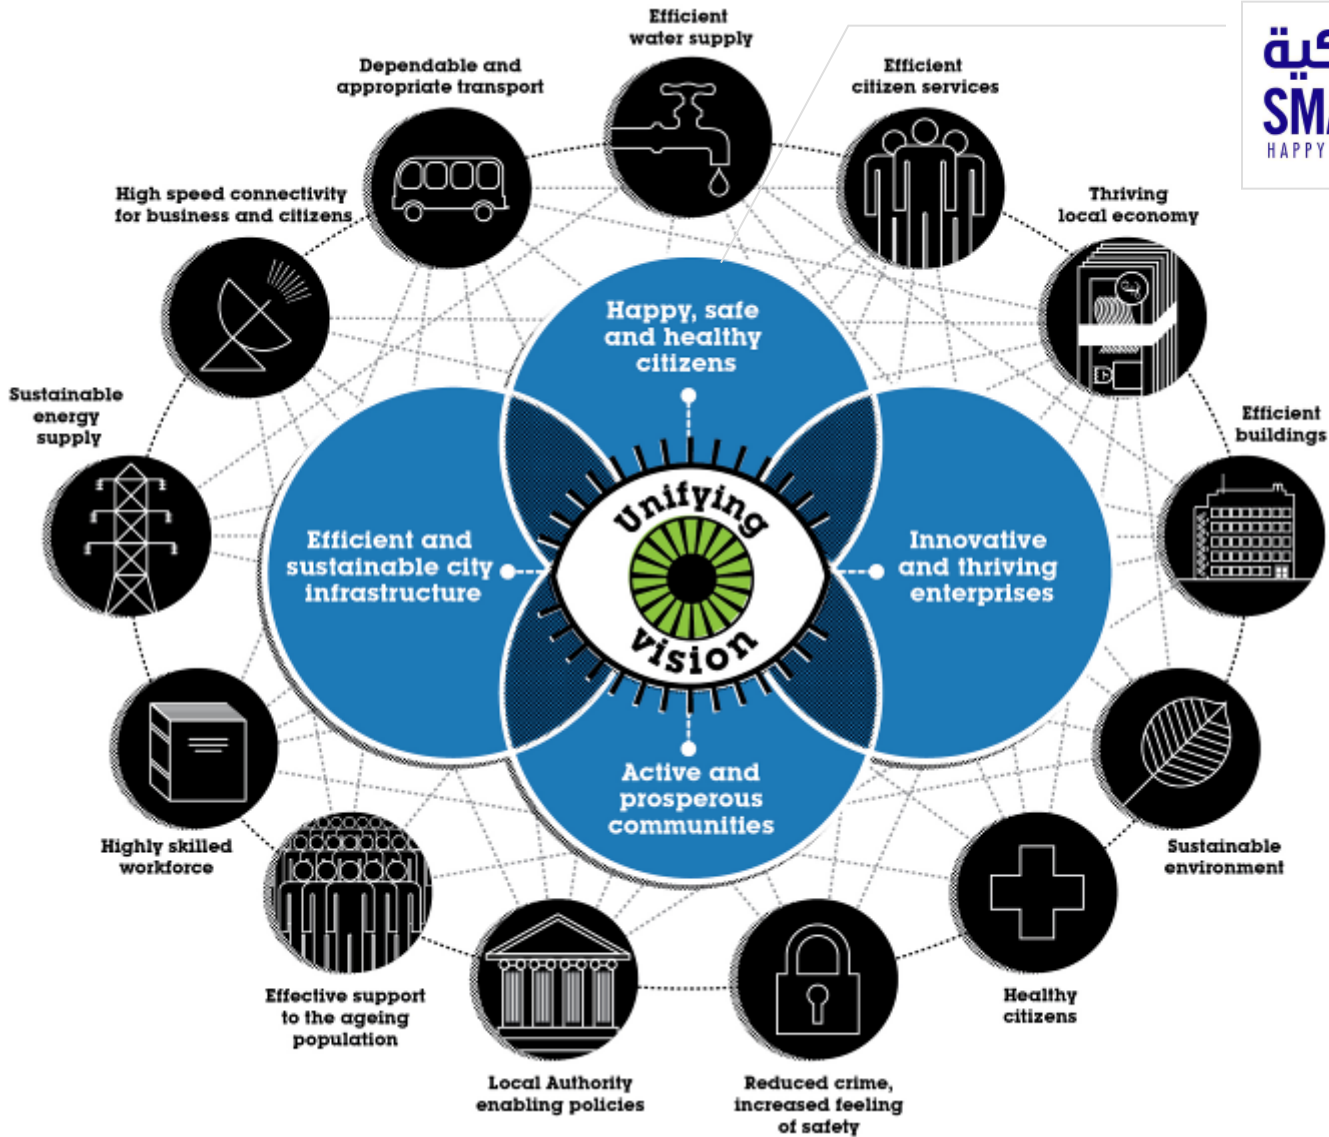 Efficient
water supply
Dependable and
appropriate transport
Efficient
citizen services
High speed connectivity
for business and citizens
Thriving
local economy
Sustainable
energy
supply
Efficient
buildings
Happy, safe
and healthy
citizens
Efficient and
sustainable city
infrastructure
Unifying
vision
Innovative
and thriving
enterprises
Active and
prosperous
communities
Highly skilled
workforce
Sustainable
environment
Effective support
to the ageing
population
Healthy
citizens
Local Authority
enabling policies
Reduced crime,
increased feeling
of safety
HAPPY